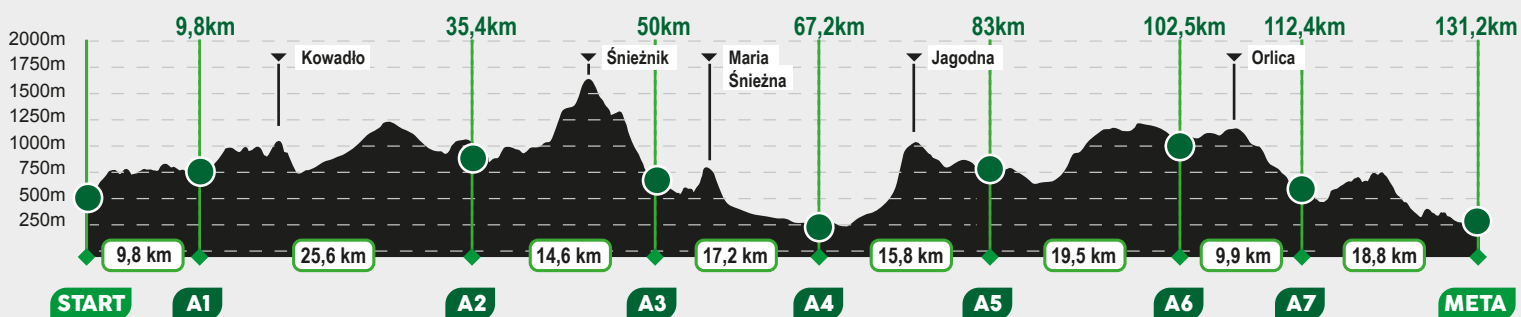 9,8km 35,4km 50km 67,2km 83km 102,5km 112,4km 131,2km
2000m
1750m
1500m
1250m
1000m
750m
500m
250m
Kowadło
Śnieżnik
Maria
Śnieżna
Jagodna
Orlica
9,8 km 25,6 km 14,6 km 17,2 km 15,8 km 19,5 km 9,9 km 18,8 km
START A1 A2 A3 A4 A5 A6 A7 META